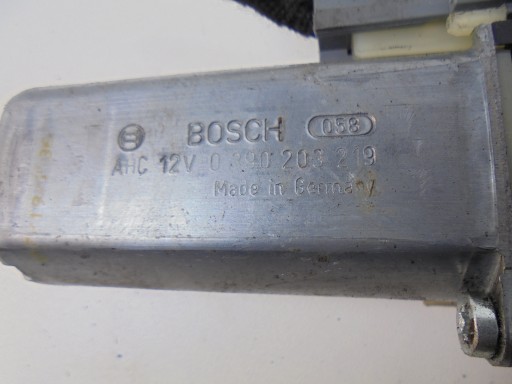 BOSCH 058
AHC 12V 0 390 203 219
Made in Germany